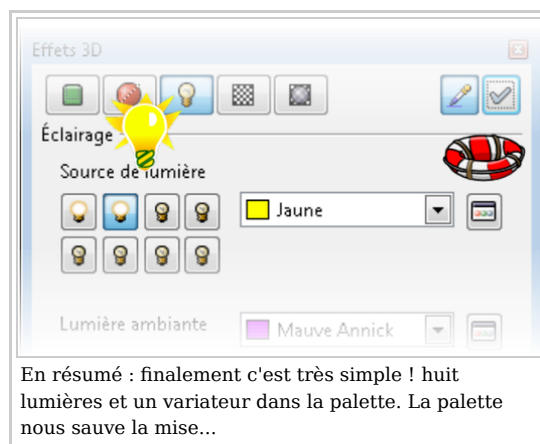 Effets 3D
Éclairage
Source de lumière
Jaune
Lumière ambiante
Mauve Annick
En résumé : finalement c'est très simple ! huit
lumières et un variateur dans la palette. La palette
nous sauve la mise...